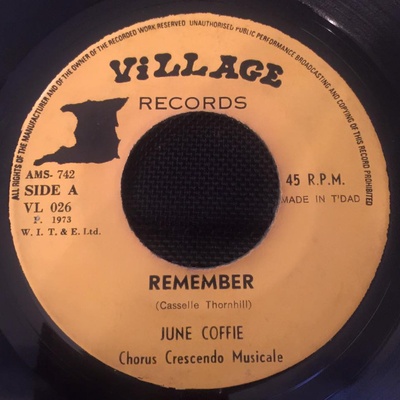 ALL RIGHTS OF THE MANUFACTURER AND OF THE OWNER OF THE RECORDED WORK RESERVED UNAUTHORISED PUBLIC PERFORMANCE BROADCASTING AND COPYING OF THIS RECORD PROHIBITED
ViLLAGE
RECORDS
AMS- 742
SIDE A
VL 026
P. 1973
W. I. T. & E. Ltd.
45 R.P.M.
MADE IN T'DAD
REMEMBER
(Casselle Thornhill)
JUNE COFFIE
Chorus Crescendo Musicale